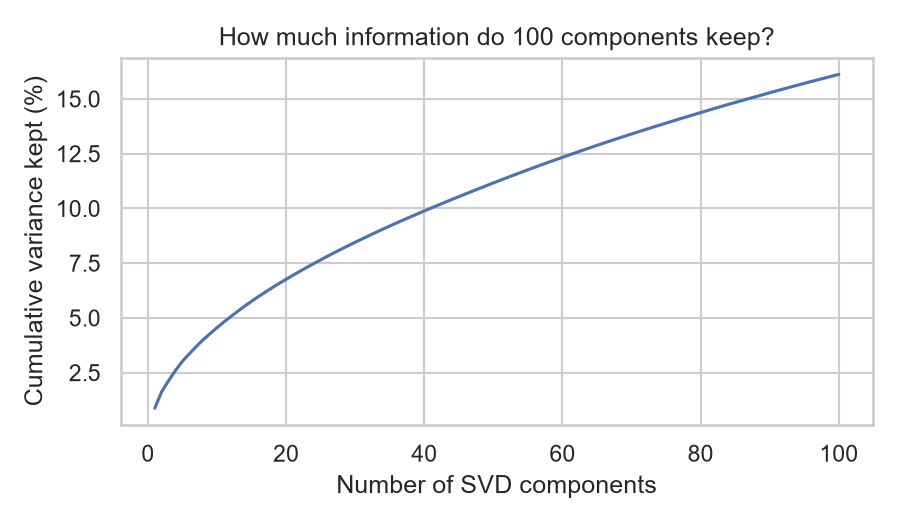 How much information do 100 components keep?
Cumulative variance kept (%)
15.0
12.5
10.0
7.5
5.0
2.5
0 20 40 60 80 100
Number of SVD components